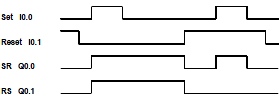 Set I0.0
Reset I0.1
SR Q0.0
RS Q0.1